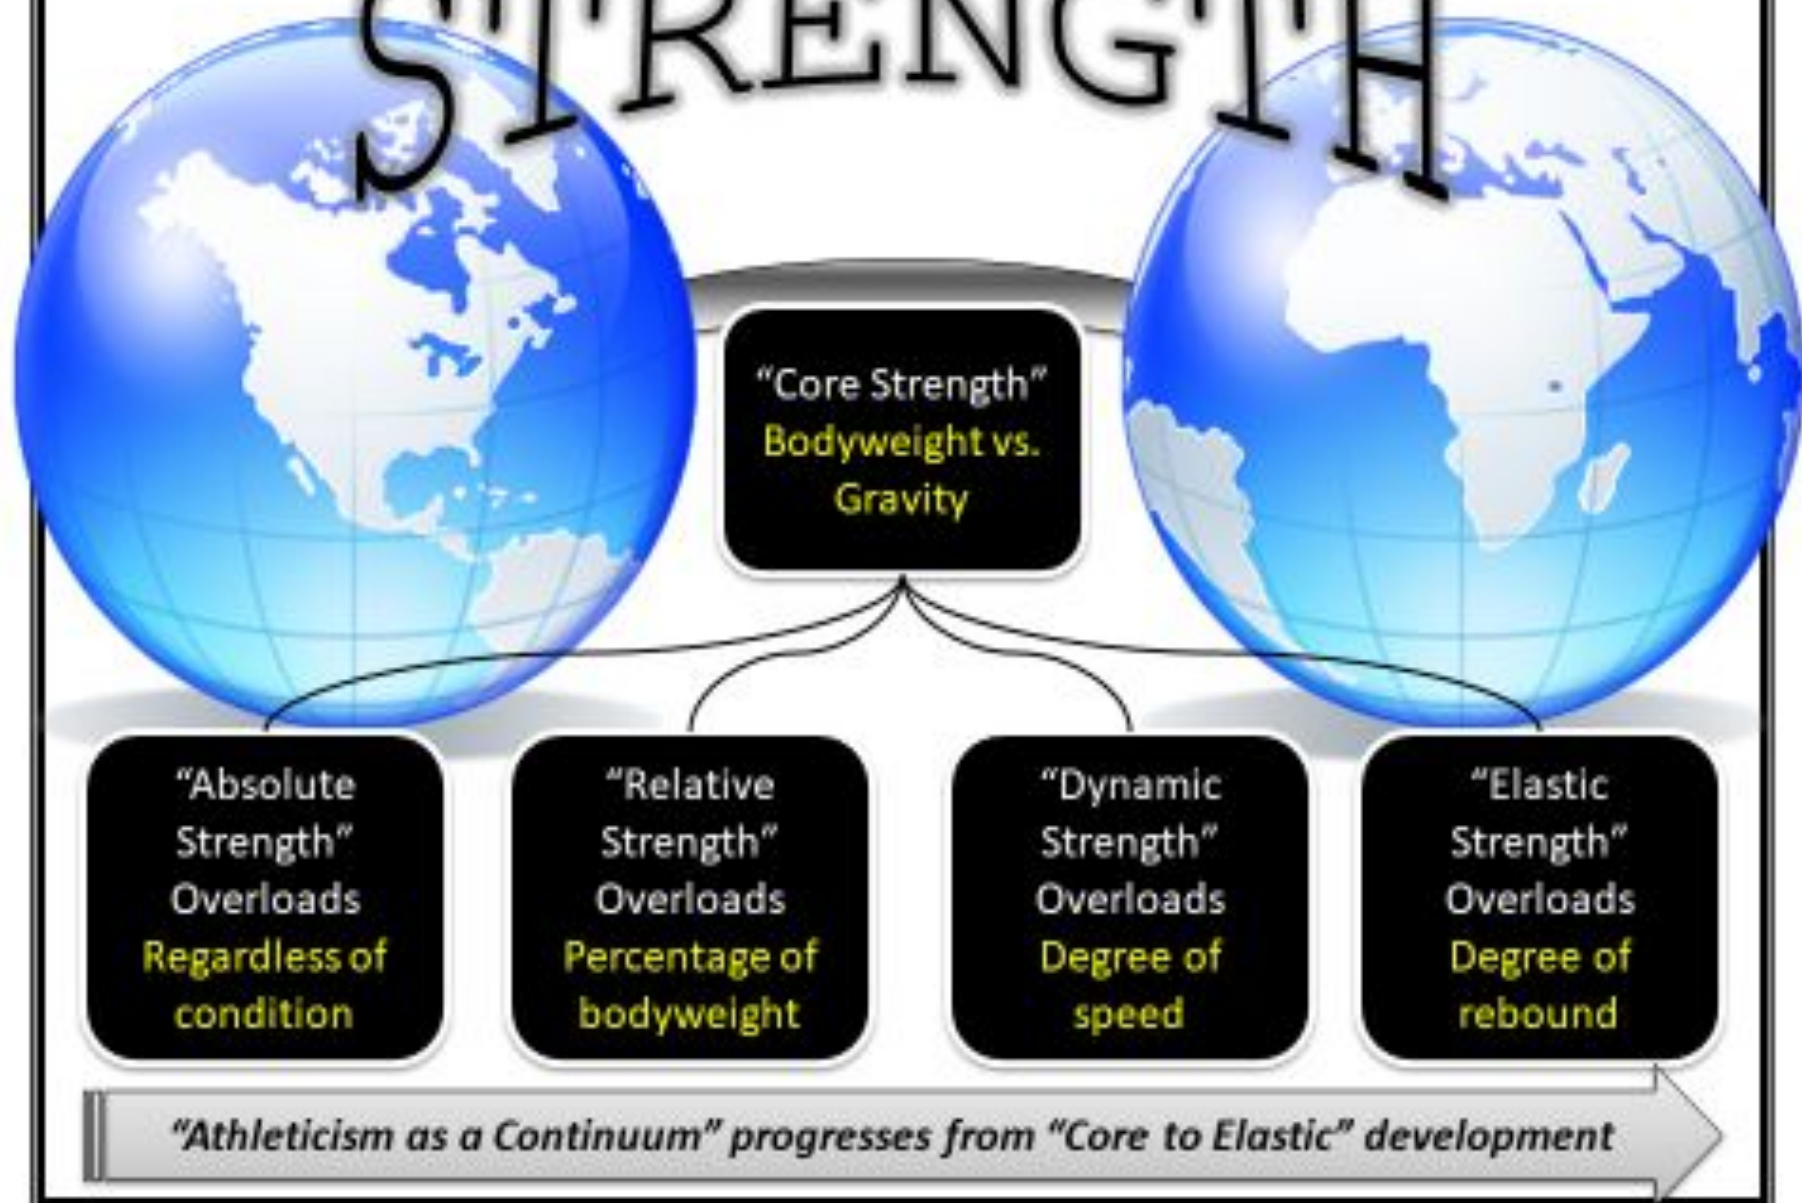 STRENGTH
“Core Strength”
Bodyweight vs.
Gravity
“Absolute
Strength”
Overloads
Regardless of
condition
“Relative
Strength”
Overloads
Percentage of
bodyweight
“Dynamic
Strength”
Overloads
Degree of
speed
“Elastic
Strength”
Overloads
Degree of
rebound
“Athleticism as a Continuum” progresses from “Core to Elastic” development